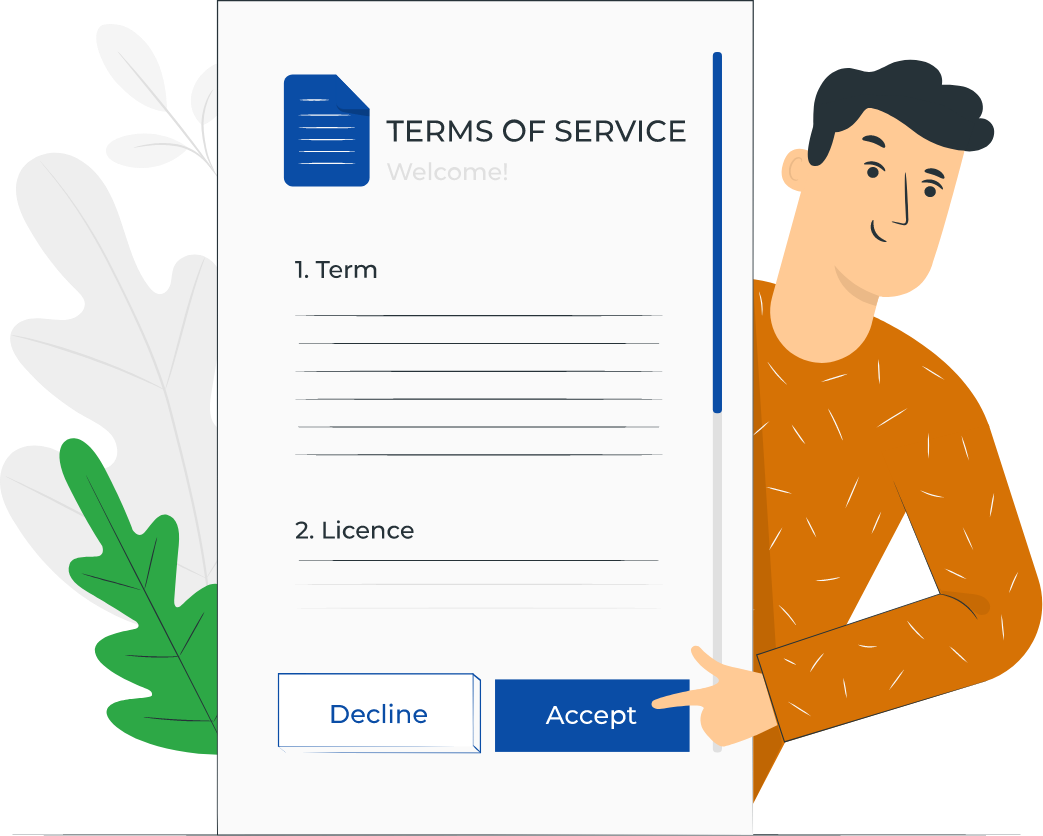 TERMS OF SERVICE
Welcome!
1. Term
2. Licence
Decline
Accept